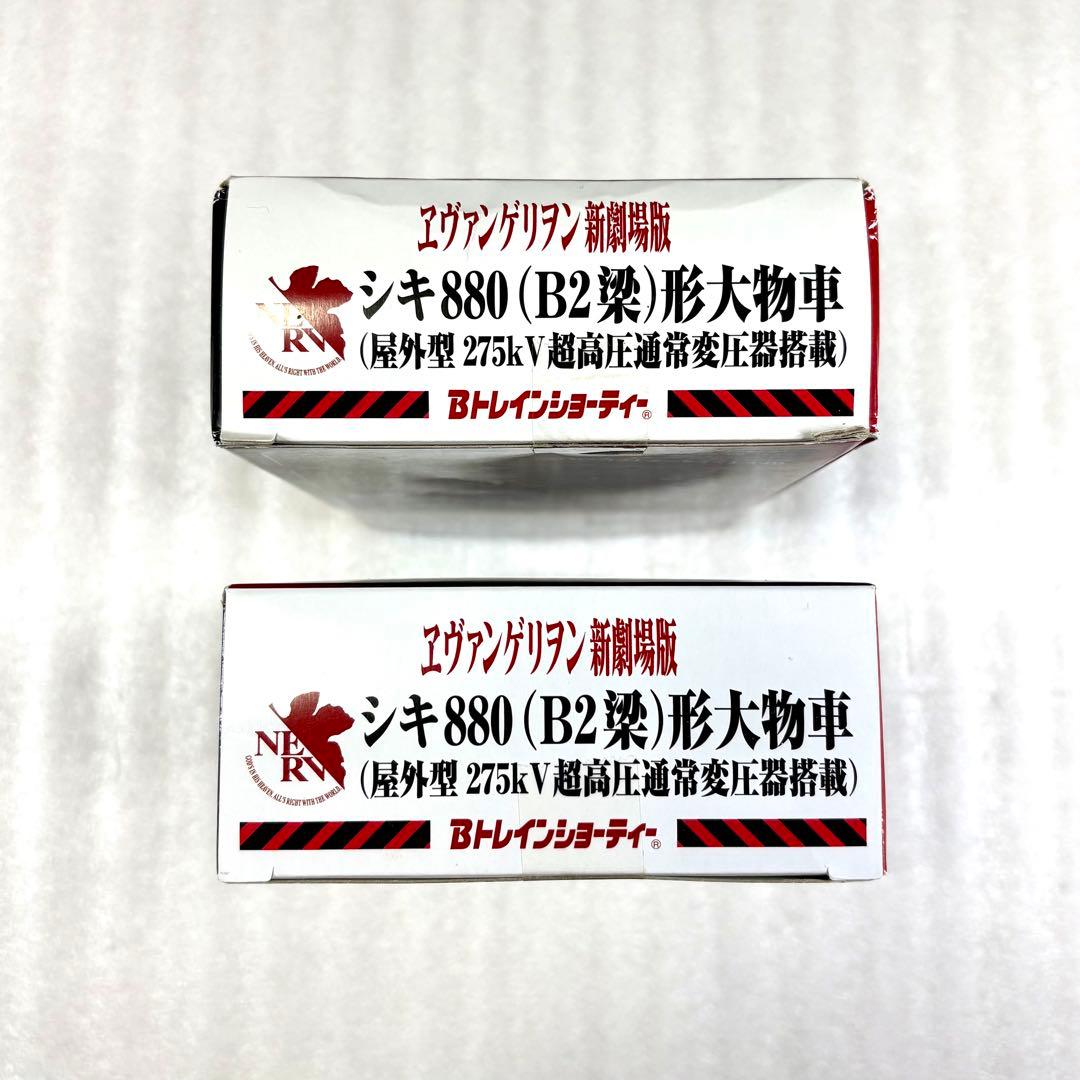 ヱヴァンゲリヲン新劇場版
シキ880(B2梁)形大物車
(屋外型 275kV超高圧通常変圧器搭載)
NERV
GOD'S IN HIS HEAVEN. ALL'S RIGHT WITH THE WORLD.
Bトレインショーティー®
ヱヴァンゲリヲン新劇場版
シキ880(B2梁)形大物車
(屋外型 275kV超高圧通常変圧器搭載)
NERV
GOD'S IN HIS HEAVEN. ALL'S RIGHT WITH THE WORLD.
Bトレインショーティー®